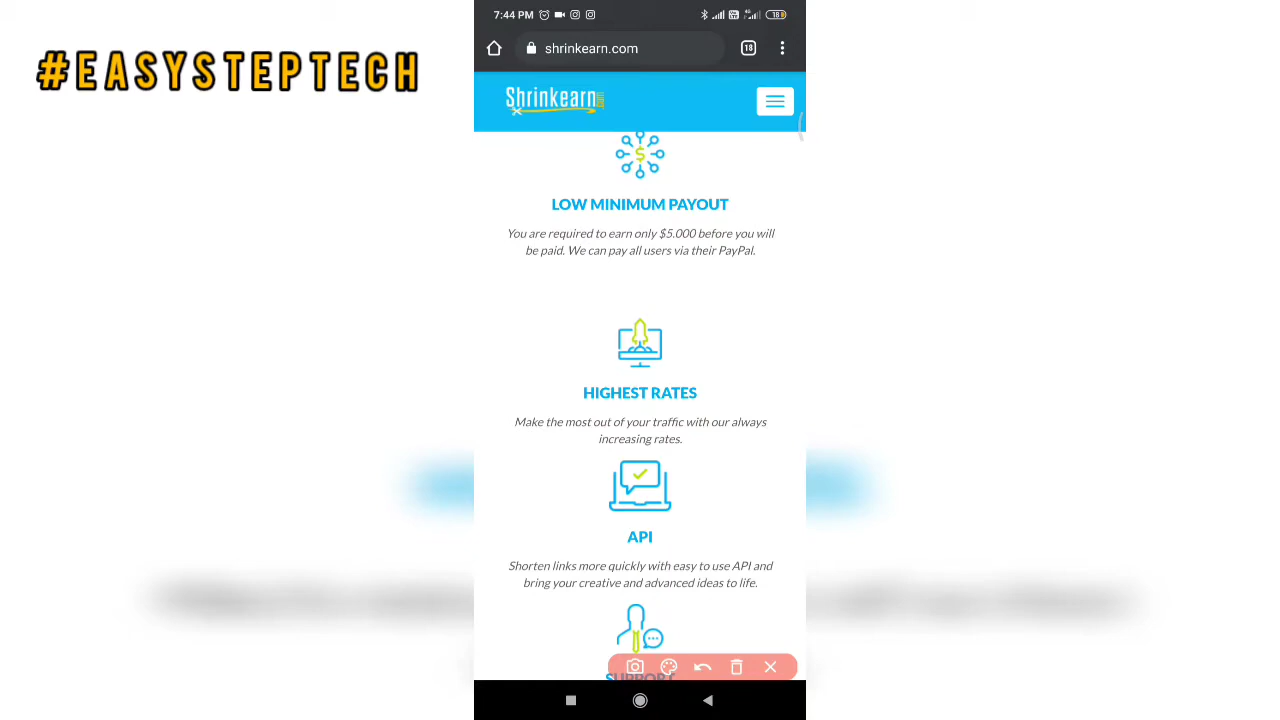 #EASYSTEPTECH
7:44 PM
18
shrinkearn.com
18
Shrinkearn
LOW MINIMUM PAYOUT
You are required to earn only $5.000 before you will
be paid. We can pay all users via their PayPal.
HIGHEST RATES
Make the most out of your traffic with our always
increasing rates.
API
Shorten links more quickly with easy to use API and
bring your creative and advanced ideas to life.
SUPPORT